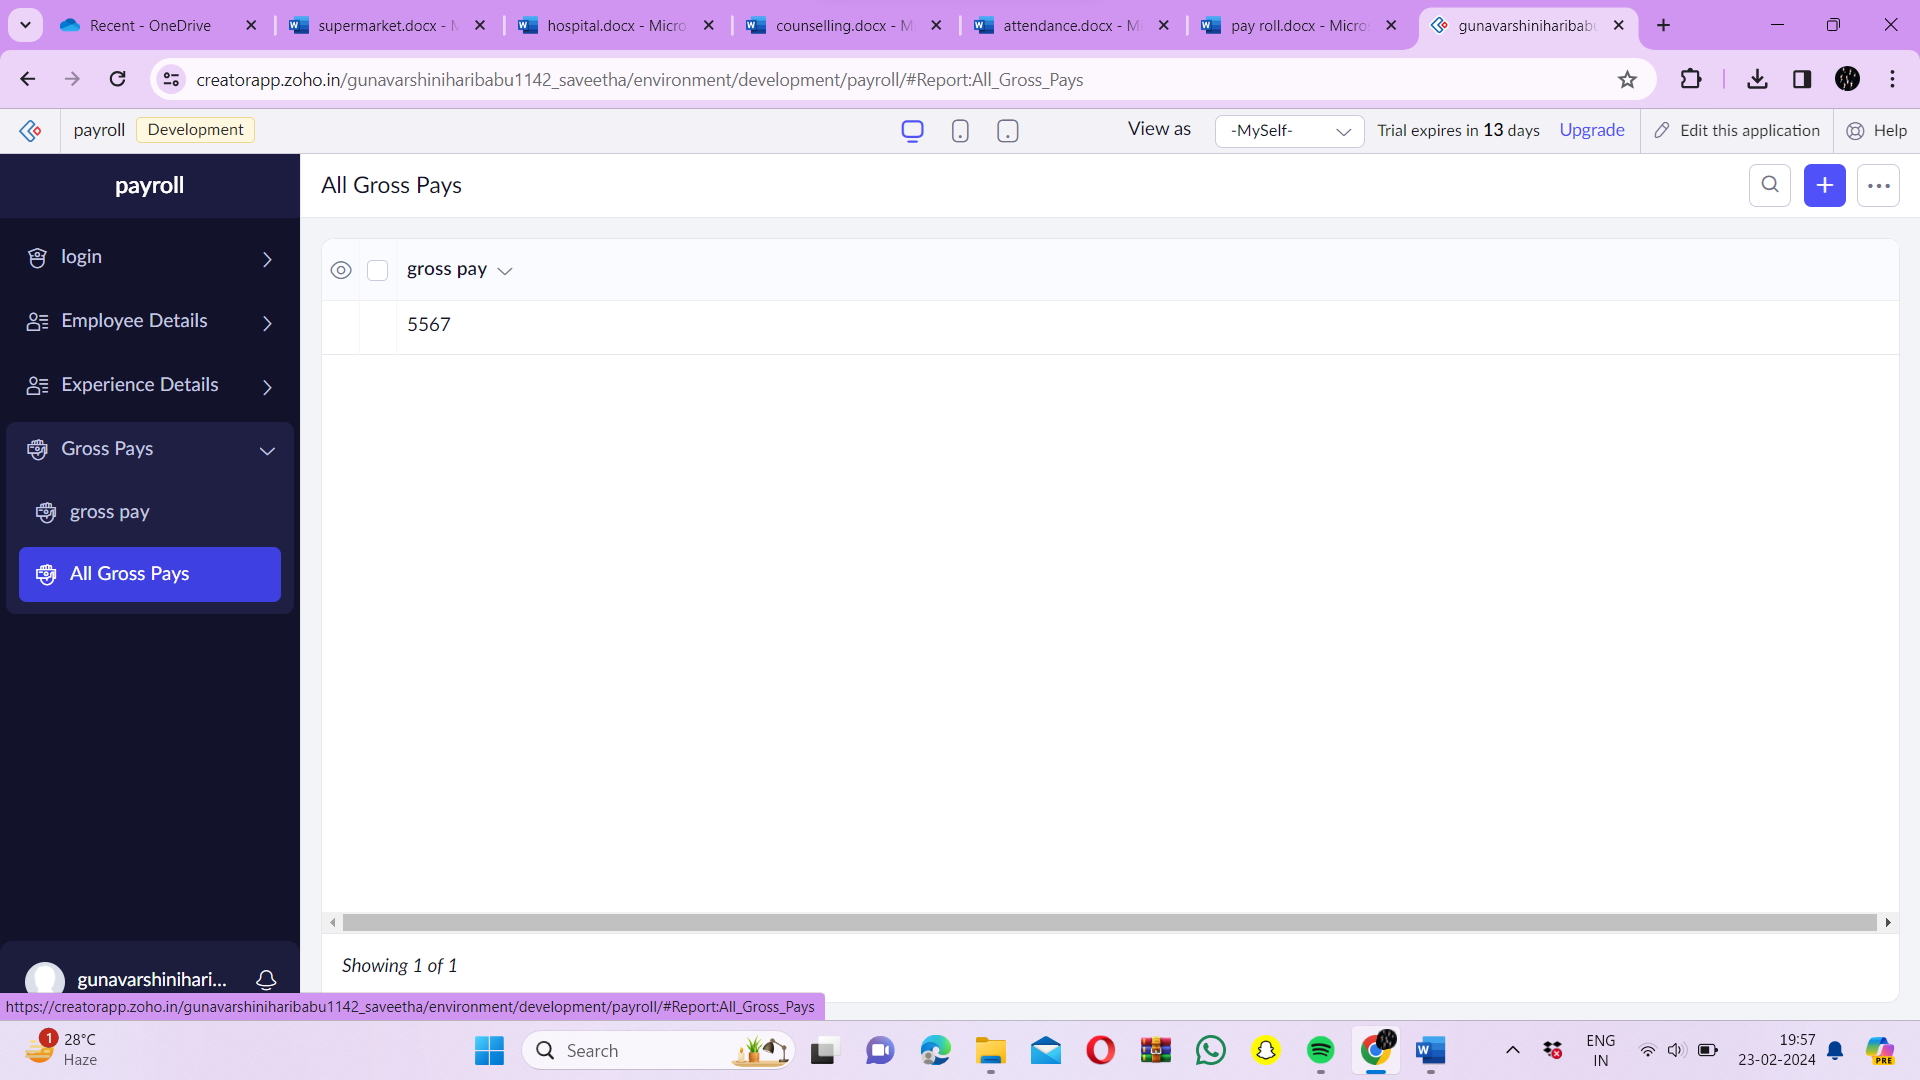 Recent - OneDrive
supermarket.docx - M
hospital.docx - Micro
counselling.docx - M
attendance.docx - Mi
pay roll.docx - Micro
gunavarshiniharibabu
creatorapp.zoho.in/gunavarshiniharibabu1142_saveetha/environment/development/payroll/#Report:All_Gross_Pays
payroll Development View as -MySelf- Trial expires in 13 days Upgrade Edit this application Help
payroll
All Gross Pays
login
Employee Details
Experience Details
Gross Pays
gross pay
All Gross Pays
gross pay
5567
Showing 1 of 1
gunavarshinihari...
https://creatorapp.zoho.in/gunavarshiniharibabu1142_saveetha/environment/development/payroll/#Report:All_Gross_Pays
1
28°C
Haze
Search
PRE
ENG
IN
19:57
23-02-2024